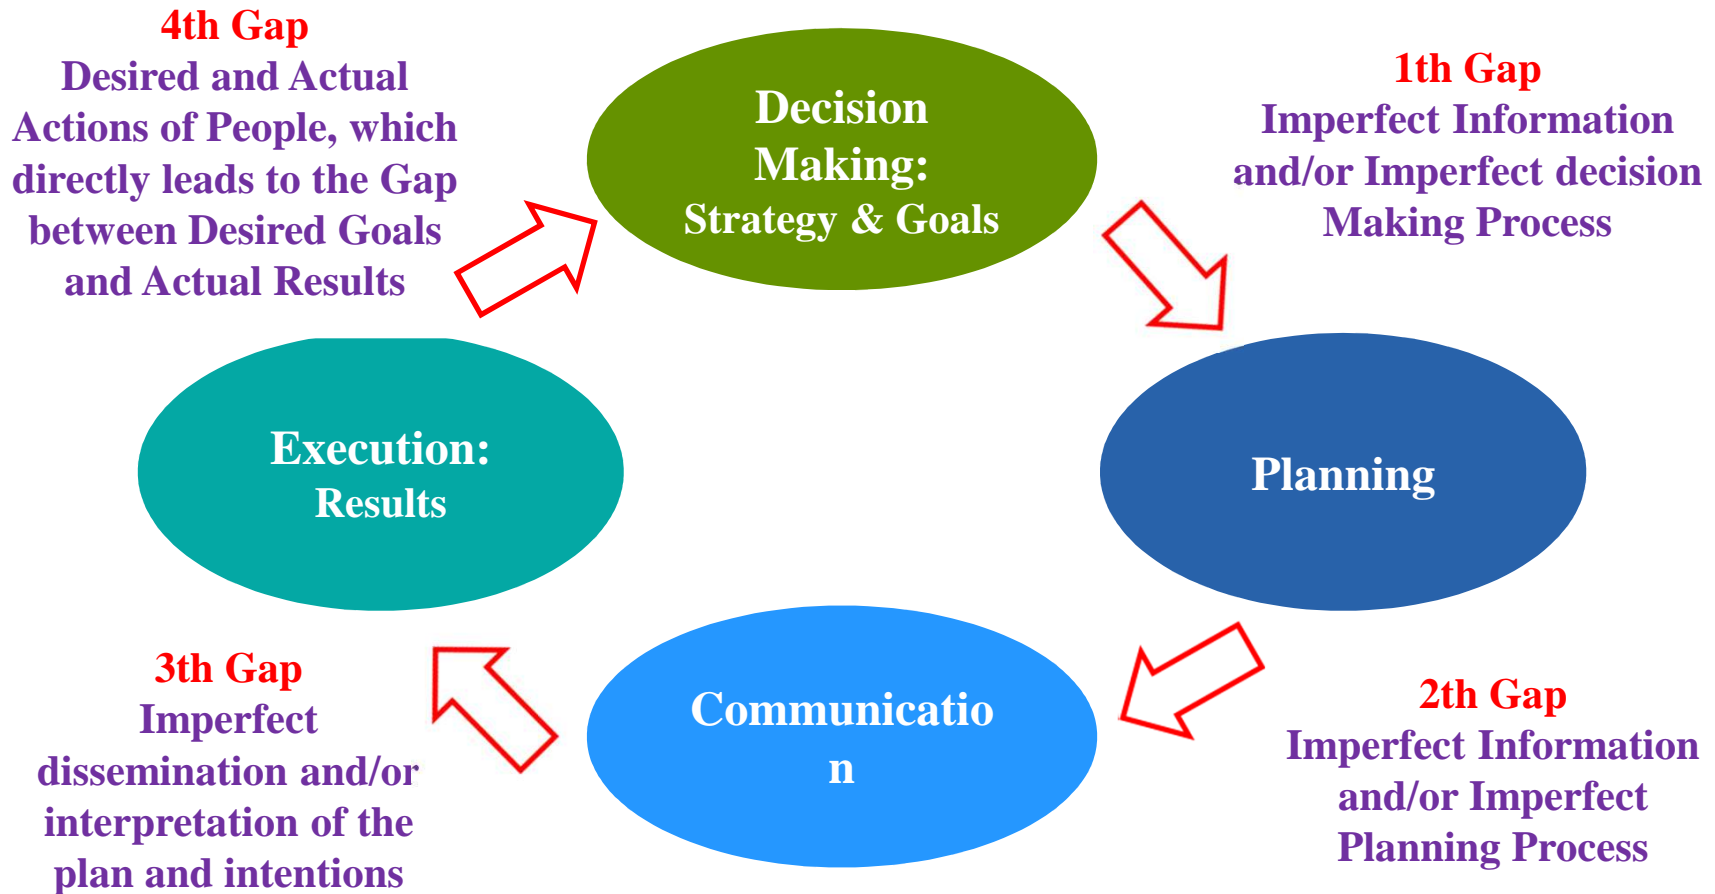 4th Gap
Desired and Actual
Actions of People, which
directly leads to the Gap
between Desired Goals
and Actual Results
Decision
Making:
Strategy & Goals
1th Gap
Imperfect Information
and/or Imperfect decision
Making Process
Execution:
Results
Planning
3th Gap
Imperfect
dissemination and/or
interpretation of the
plan and intentions
Communicatio
n
2th Gap
Imperfect Information
and/or Imperfect
Planning Process